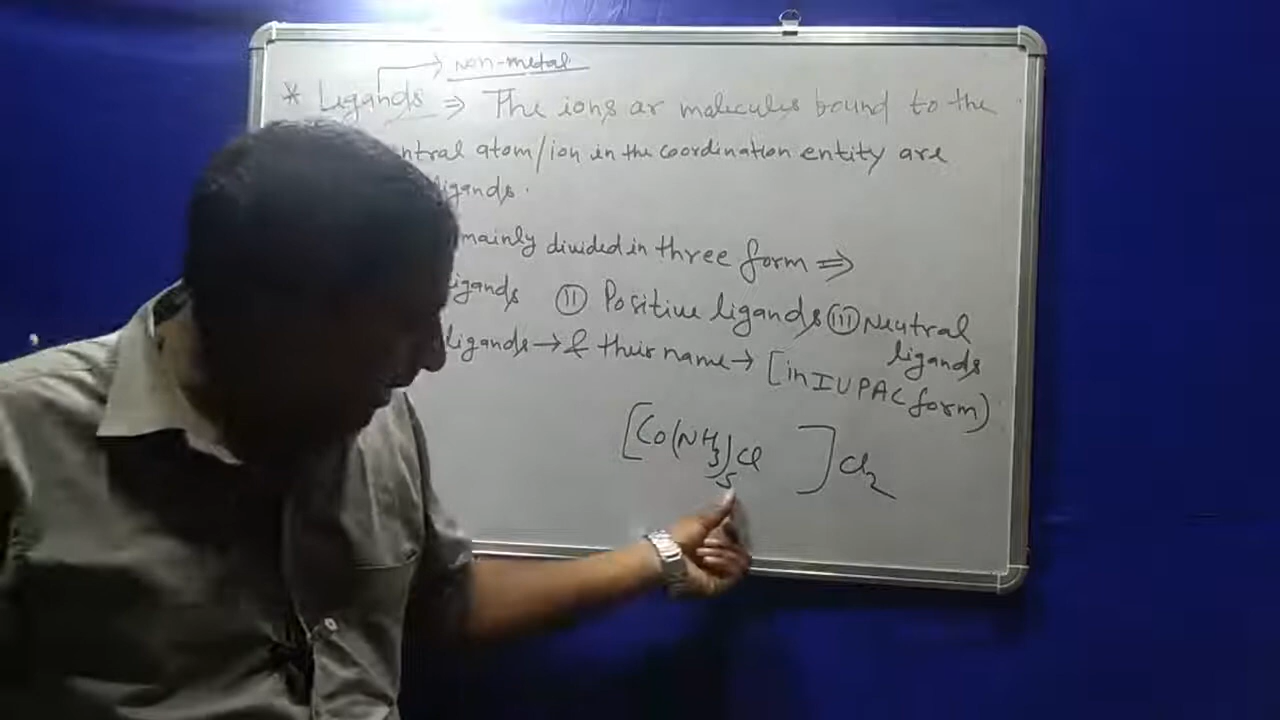 non-metal
* Ligands ⇒ The ions or molecules bound to the
ntral atom/ion in the coordination entity are
ligands.
mainly divided in three form ⇒
igands (II) Positive ligands (III) Neutral
ligands
ligands → & their name → [in IUPAC form)
[Co(NH3)5Cl ]Cl2